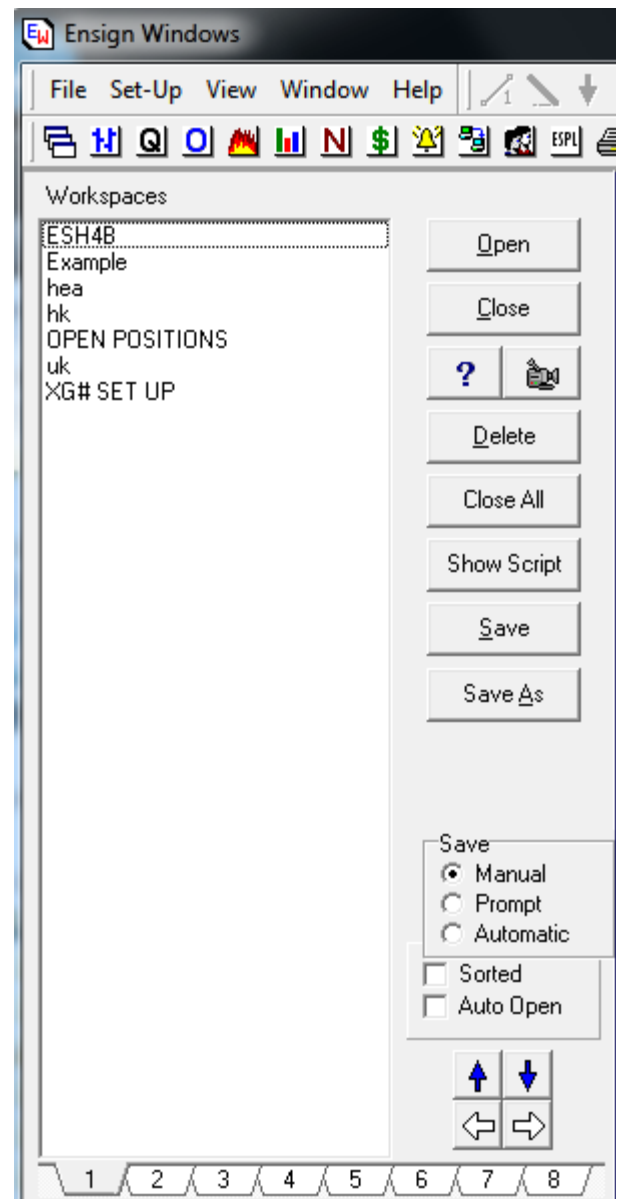 Ensign Windows
File Set-Up View Window Help
Q O N $ ESPL
Workspaces
ESH4B
Example
hea
hk
OPEN POSITIONS
uk
XG# SET UP
Open
Close
?
Delete
Close All
Show Script
Save
Save As
Save
Manual
Prompt
Automatic
Sorted
Auto Open
1 2 3 4 5 6 7 8